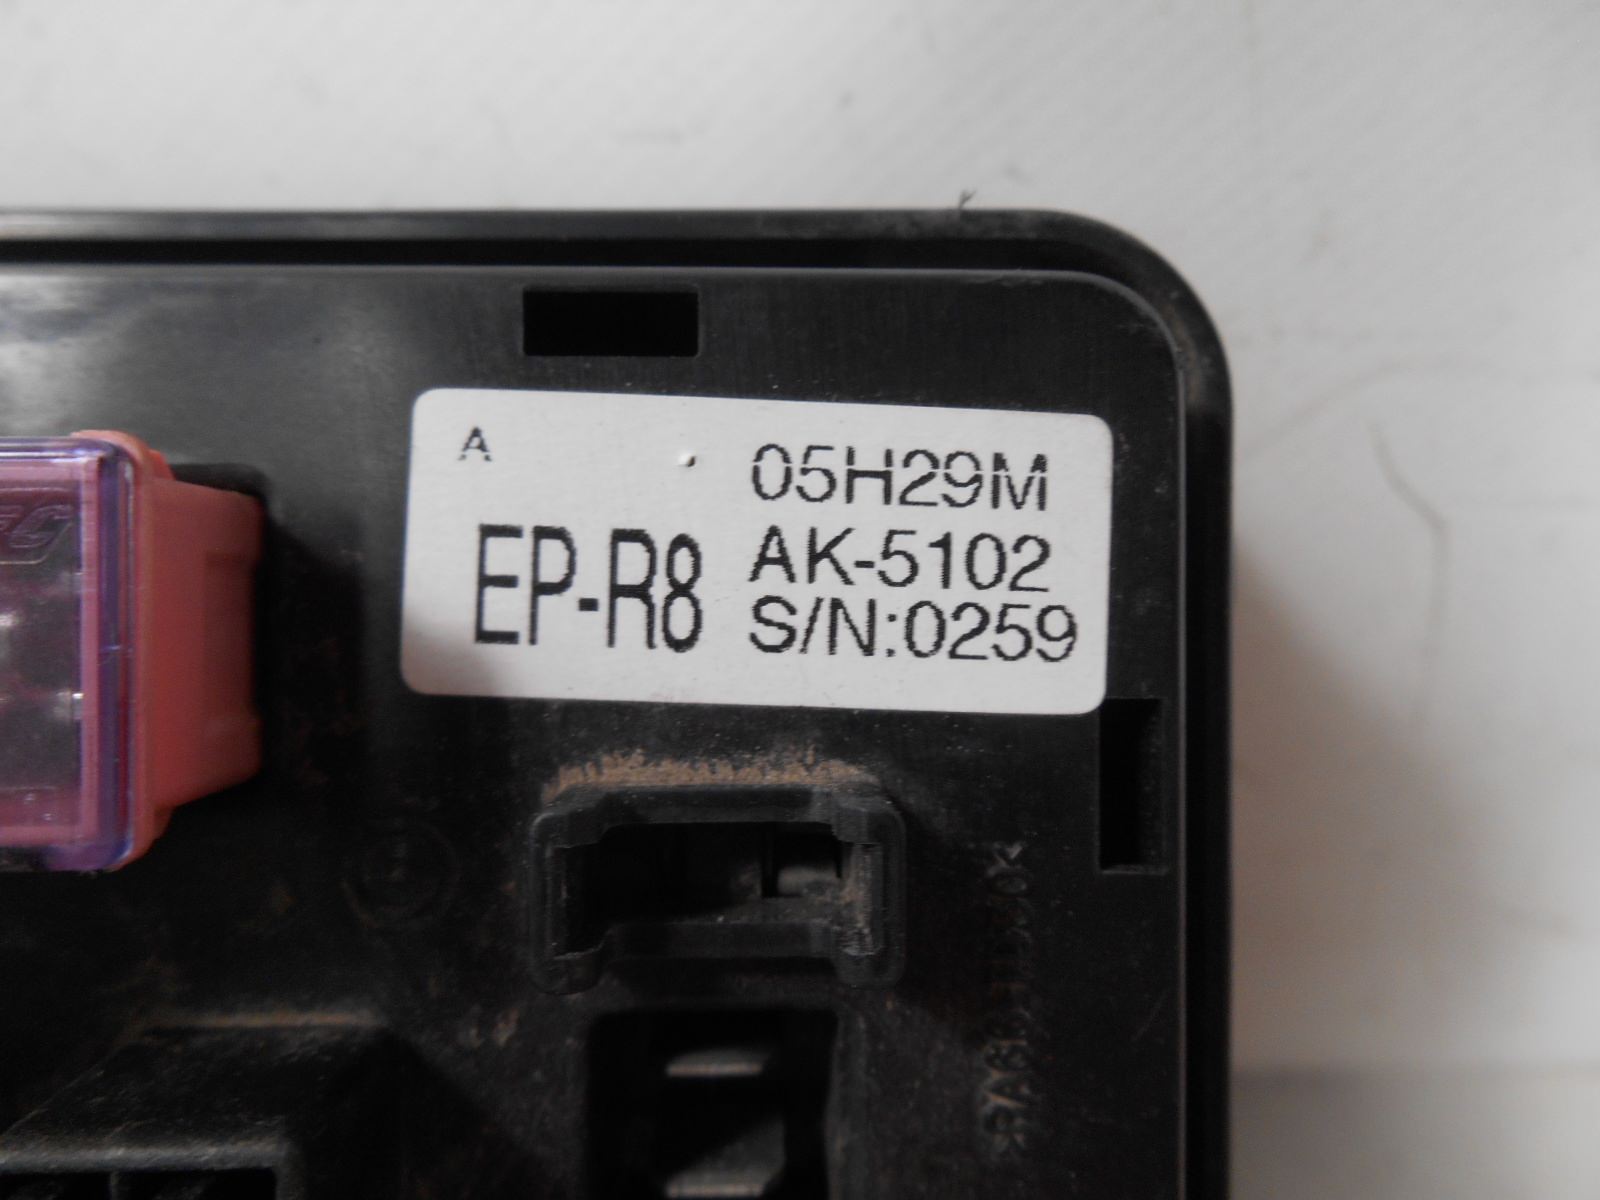 A
05H29M
EP-R8
AK-5102
S/N:0259